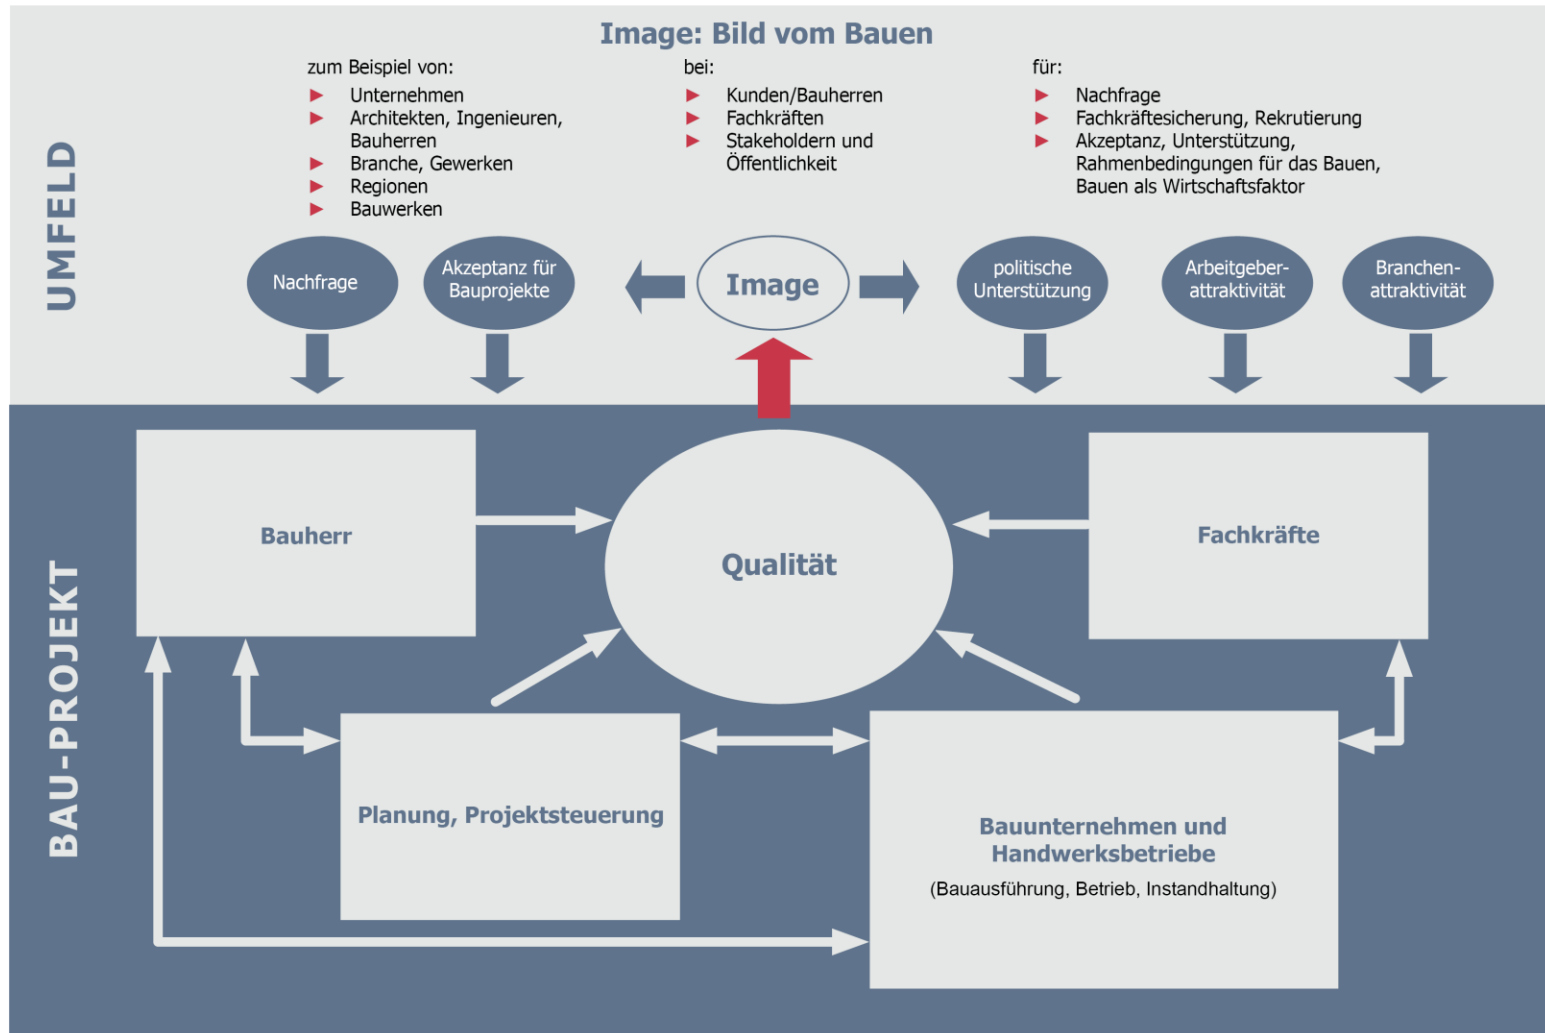 Image: Bild vom Bauen
zum Beispiel von:
Unternehmen
Architekten, Ingenieuren,
Bauherren
Branche, Gewerken
Regionen
Bauwerken
bei:
Kunden/Bauherren
Fachkräften
Stakeholdern und
Öffentlichkeit
für:
Nachfrage
Fachkräftesicherung, Rekrutierung
Akzeptanz, Unterstützung,
Rahmenbedingungen für das Bauen,
Bauen als Wirtschaftsfaktor
UMFELD
Nachfrage
Akzeptanz für
Bauprojekte
Image
politische
Unterstützung
Arbeitgeber-
attraktivität
Branchen-
attraktivität
BAU-PROJEKT
Bauherr
Qualität
Fachkräfte
Planung, Projektsteuerung
Bauunternehmen und
Handwerksbetriebe
(Bauausführung, Betrieb, Instandhaltung)